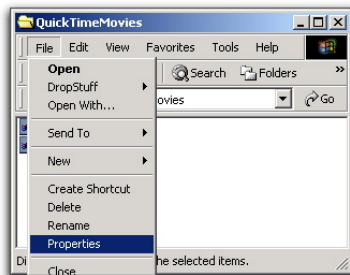 QuickTimeMovies
File Edit View Favorites Tools Help
Search Folders »
ovies Go
Open
DropStuff
Open With...
Send To
New
Create Shortcut
Delete
Rename
Properties
Close
Di he selected items.